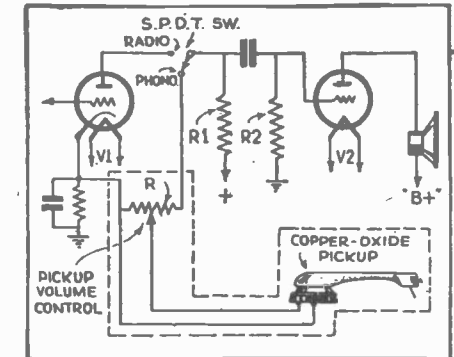 S.P.D.T. SW.
RADIO
PHONO.
V1
R1
R2
V2
+
"B+"
R
COPPER-OXIDE
PICKUP
PICKUP
VOLUME
CONTROL